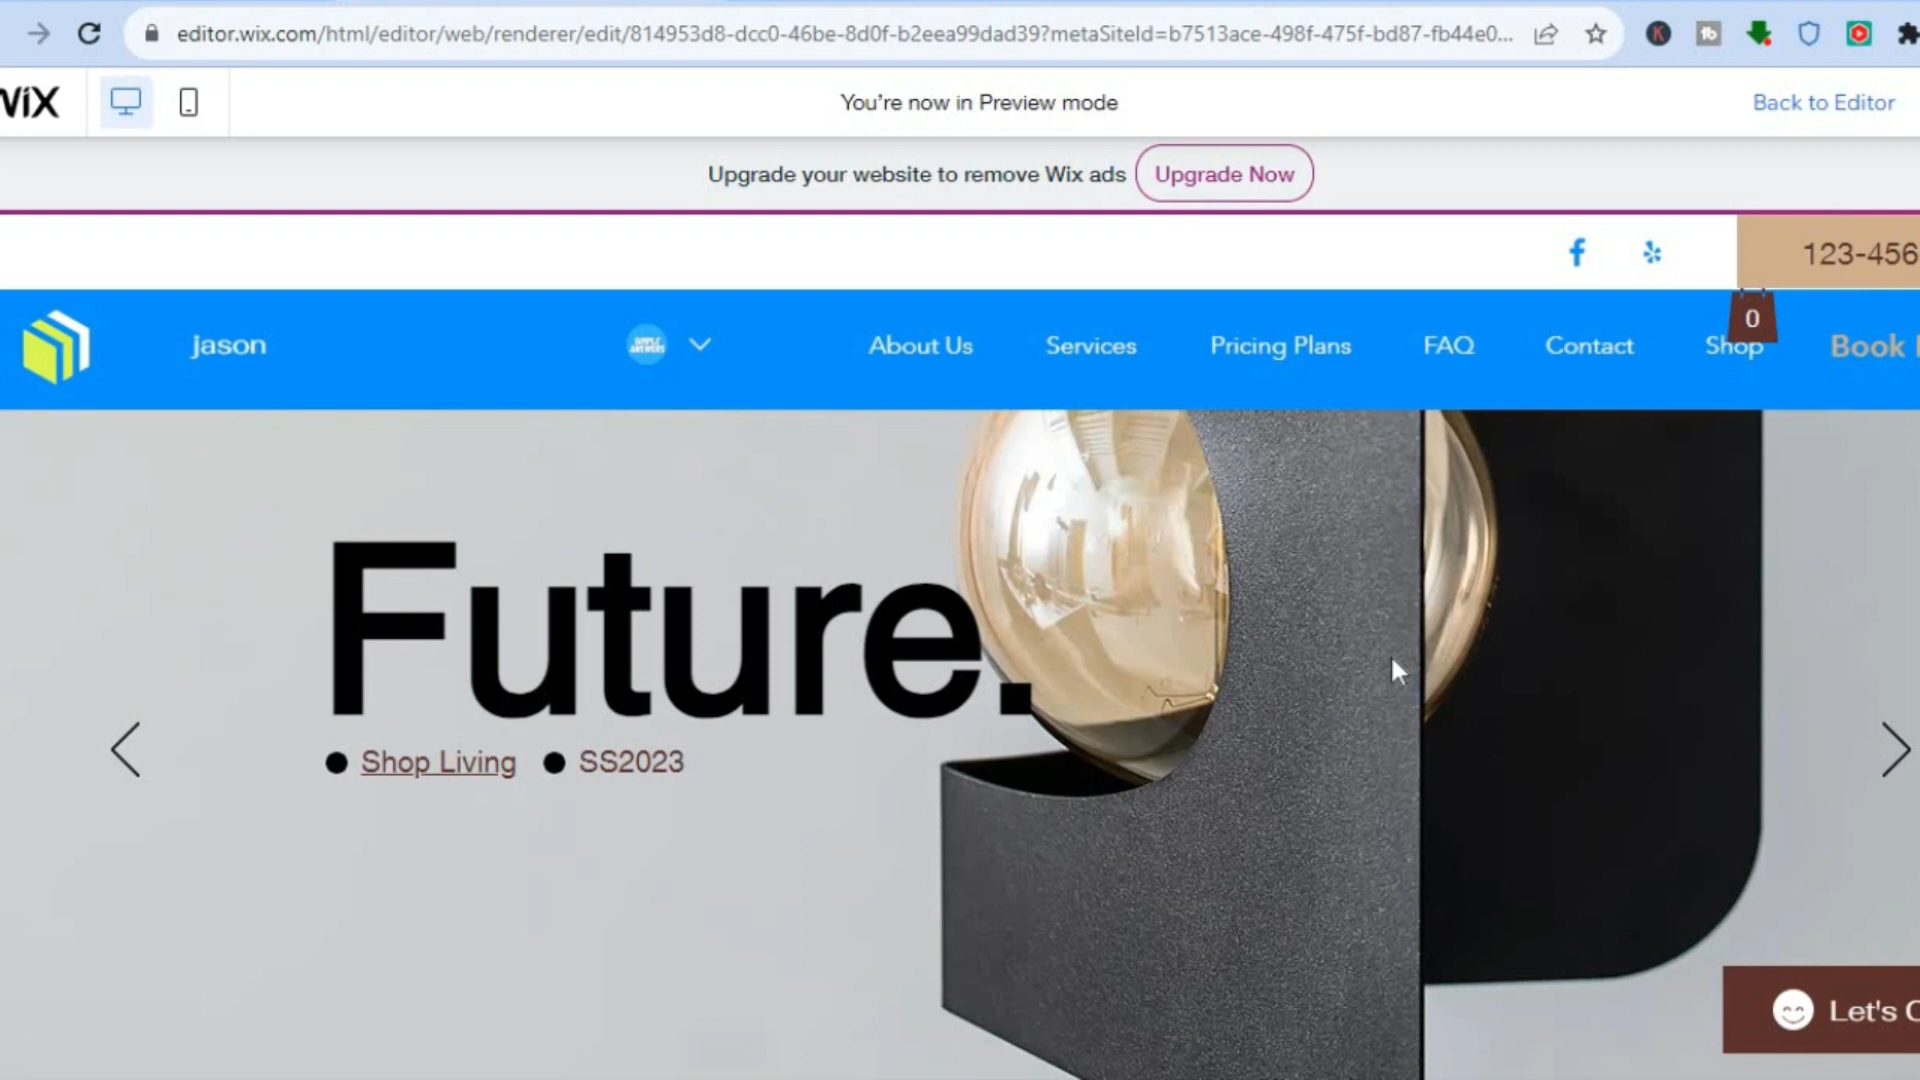 editor.wix.com/html/editor/web/renderer/edit/814953d8-dcc0-46be-8d0f-b2eea99dad39?metaSiteId=b7513ace-498f-475f-bd87-fb44e0...
WiX
You're now in Preview mode
Back to Editor
Upgrade your website to remove Wix ads Upgrade Now
123-456
jason
SIMPLE ANSWERS
About Us Services Pricing Plans FAQ Contact Shop Book
0
Future.
Shop Living SS2023
Let's